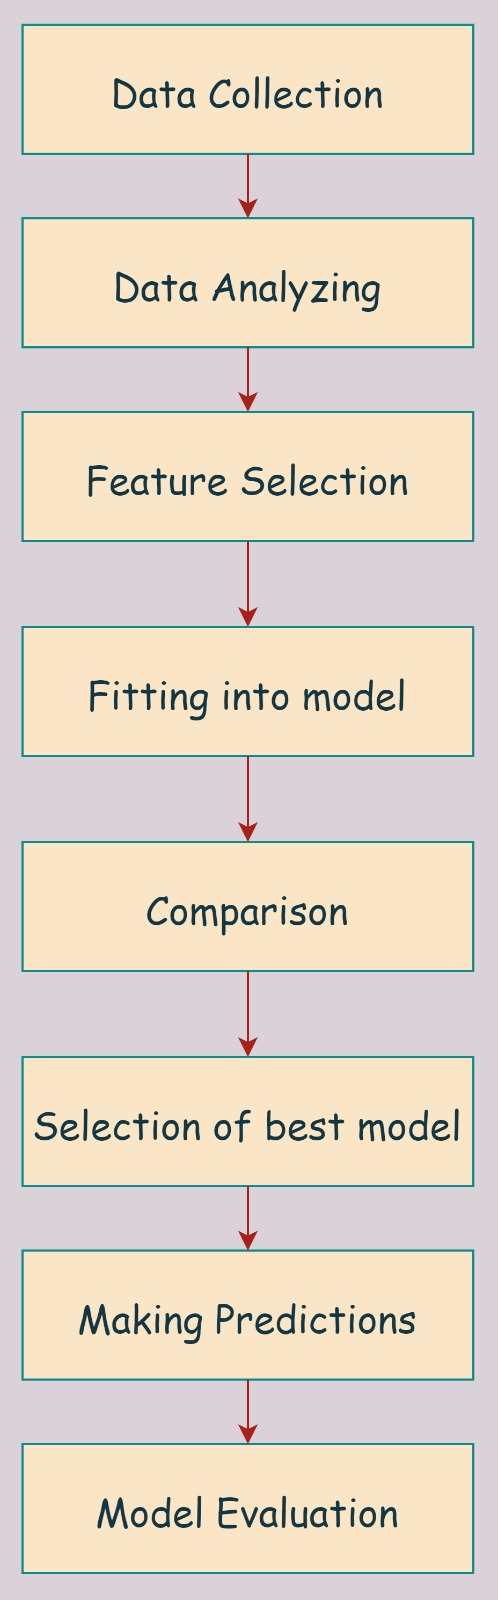 Data Collection
Data Analyzing
Feature Selection
Fitting into model
Comparison
Selection of best model
Making Predictions
Model Evaluation